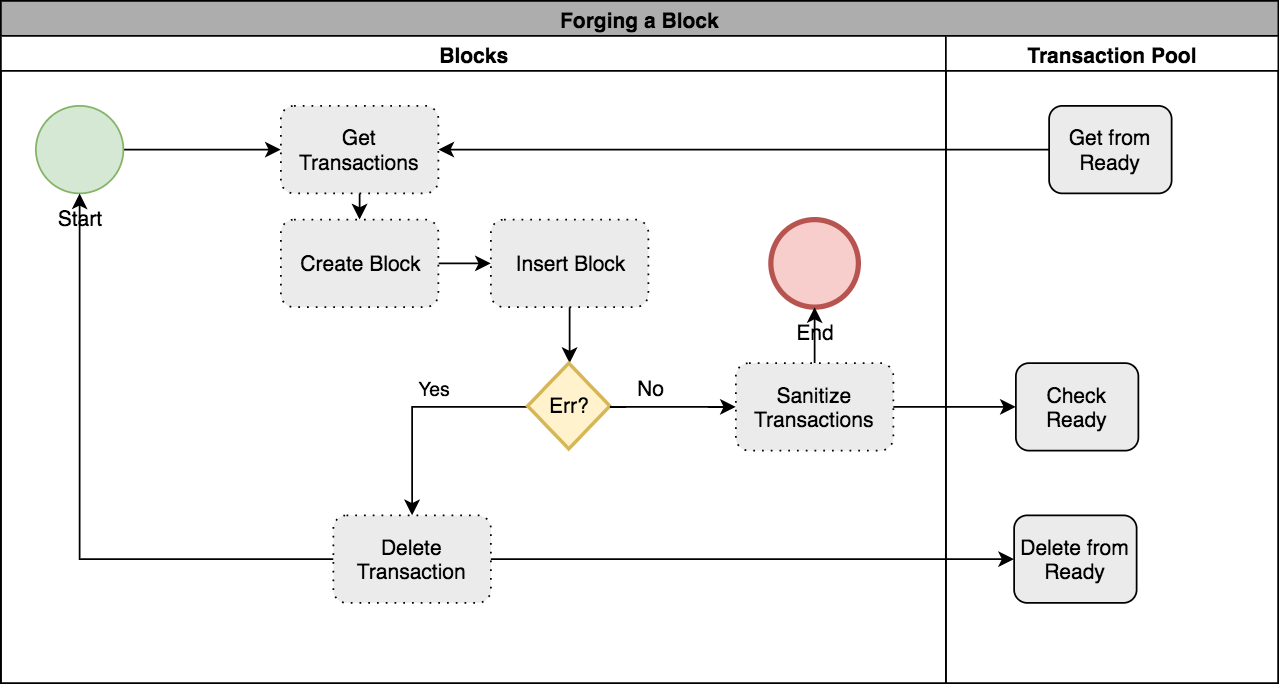 Forging a Block
Blocks
Transaction Pool
Get
Transactions
Get from
Ready
Start
Create Block
Insert Block
End
Yes
Err?
No
Sanitize
Transactions
Check
Ready
Delete
Transaction
Delete from
Ready